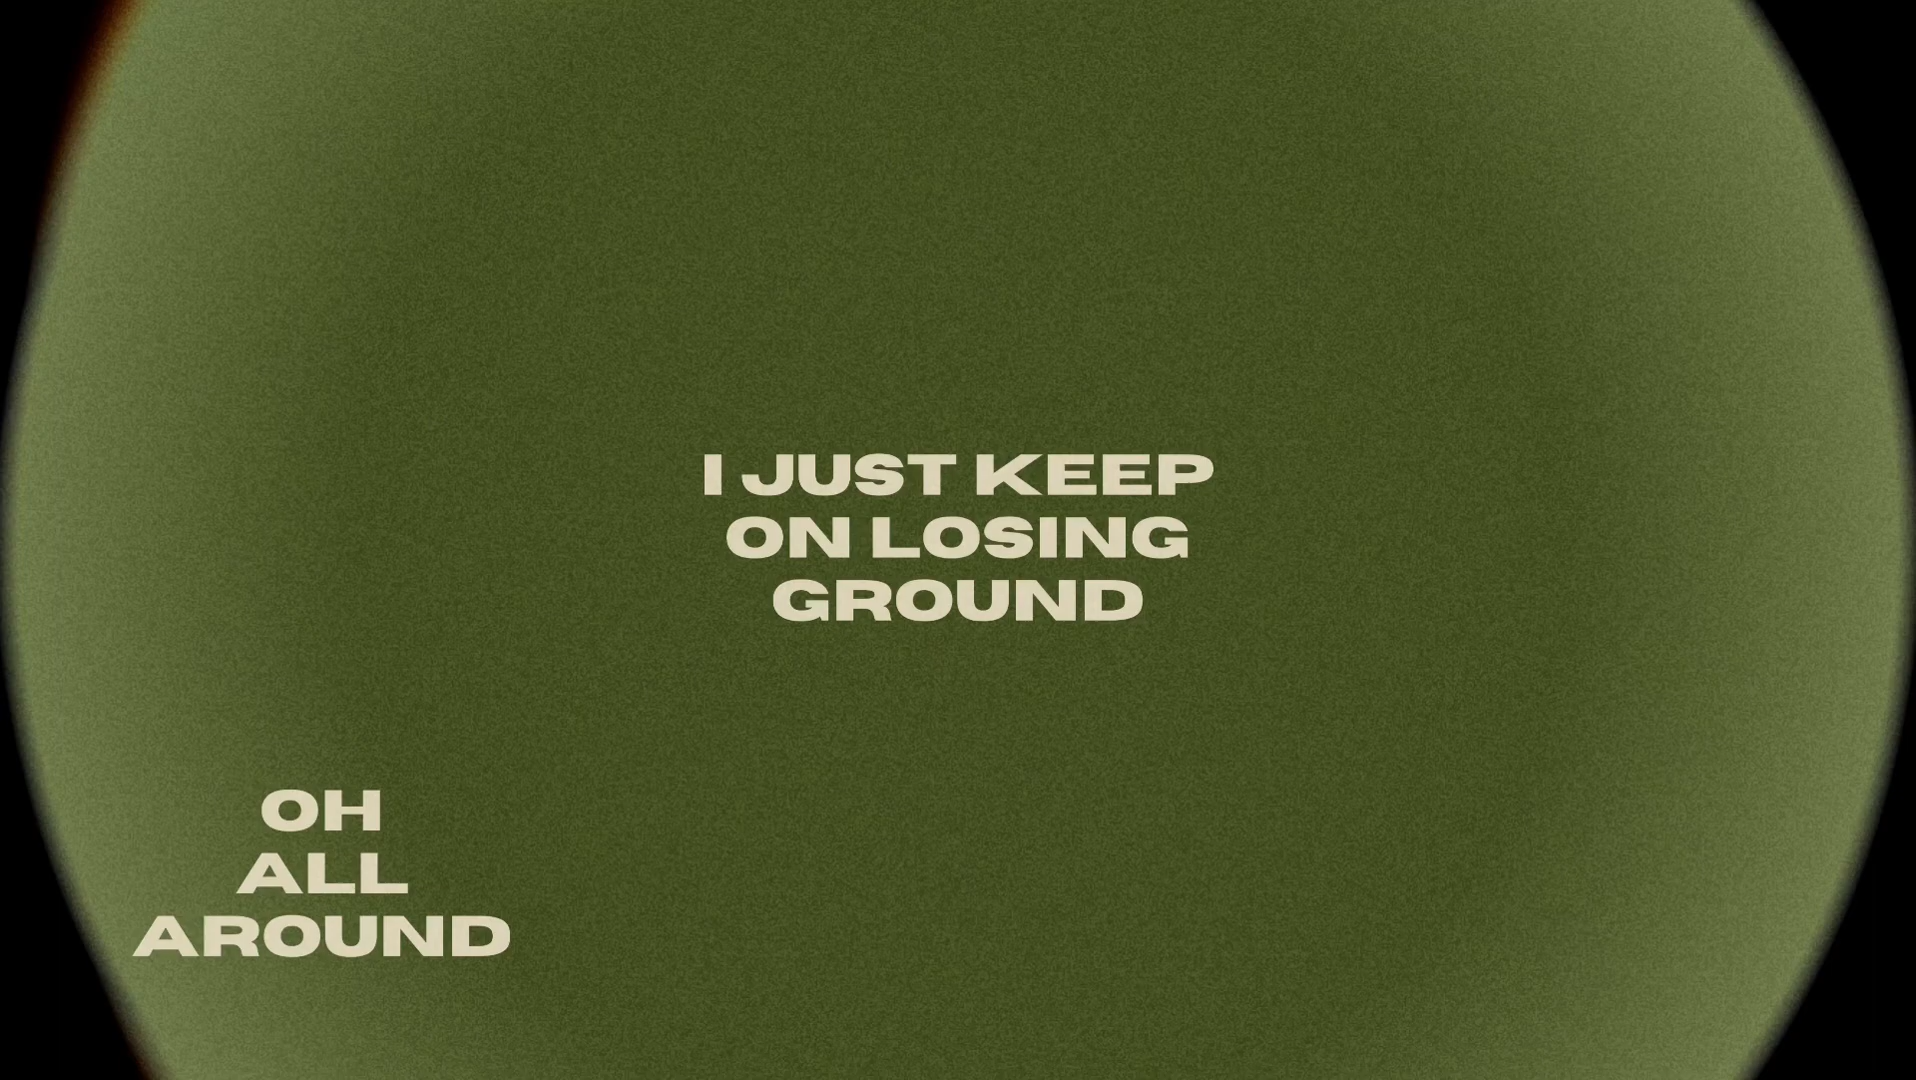 I JUST KEEP
ON LOSING
GROUND
OH
ALL
AROUND